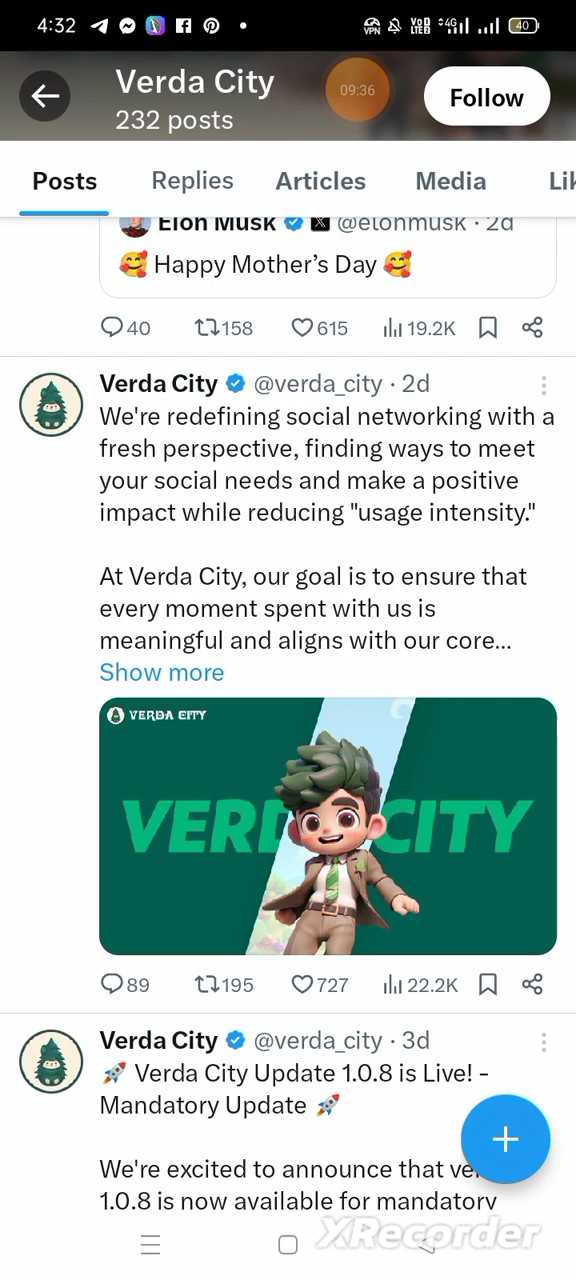 4:32
VPN
VoD
LTE2
4G
40
Verda City
232 posts
09:36
Follow
Posts Replies Articles Media Lik
Elon Musk @elonmusk · 2d
🥰 Happy Mother's Day 🥰
40 158 615 19.2K
Verda City @verda_city · 2d
We're redefining social networking with a
fresh perspective, finding ways to meet
your social needs and make a positive
impact while reducing "usage intensity."
At Verda City, our goal is to ensure that
every moment spent with us is
meaningful and aligns with our core...
Show more
VERDA CITY
VERD CITY
89 195 727 22.2K
Verda City @verda_city · 3d
🚀 Verda City Update 1.0.8 is Live! -
Mandatory Update 🚀
We're excited to announce that ve
1.0.8 is now available for mandatory
XRecorder